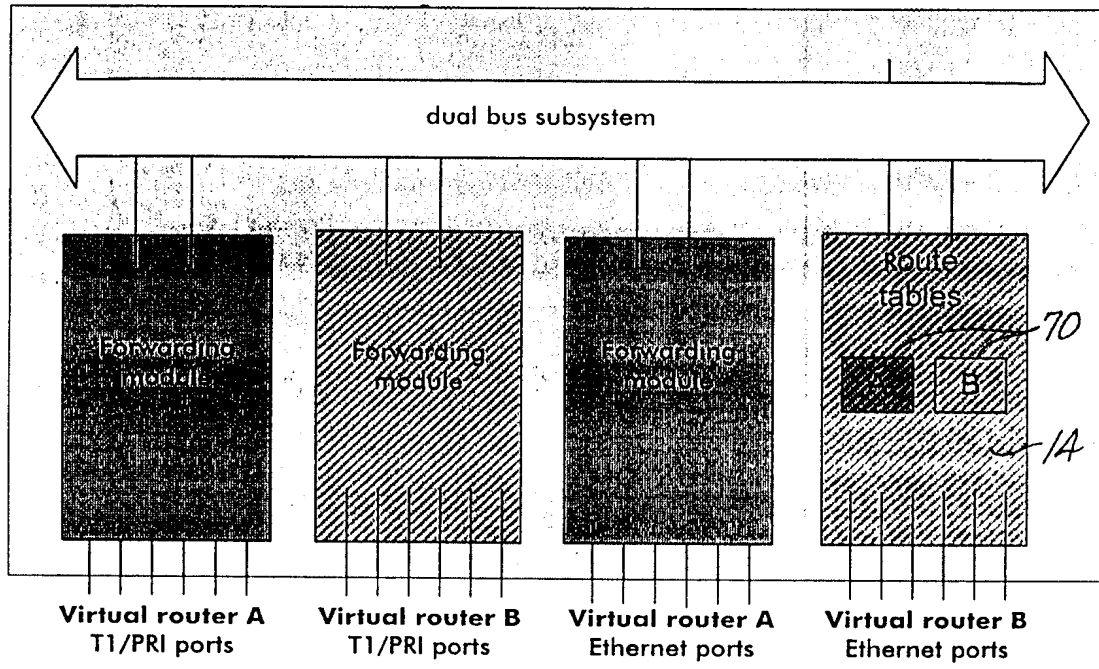 dual bus subsystem
Forwarding
module
Forwarding
module
Forwarding
module
Route
tables
A
B
70
14
Virtual router A
T1/PRI ports
Virtual router B
T1/PRI ports
Virtual router A
Ethernet ports
Virtual router B
Ethernet ports